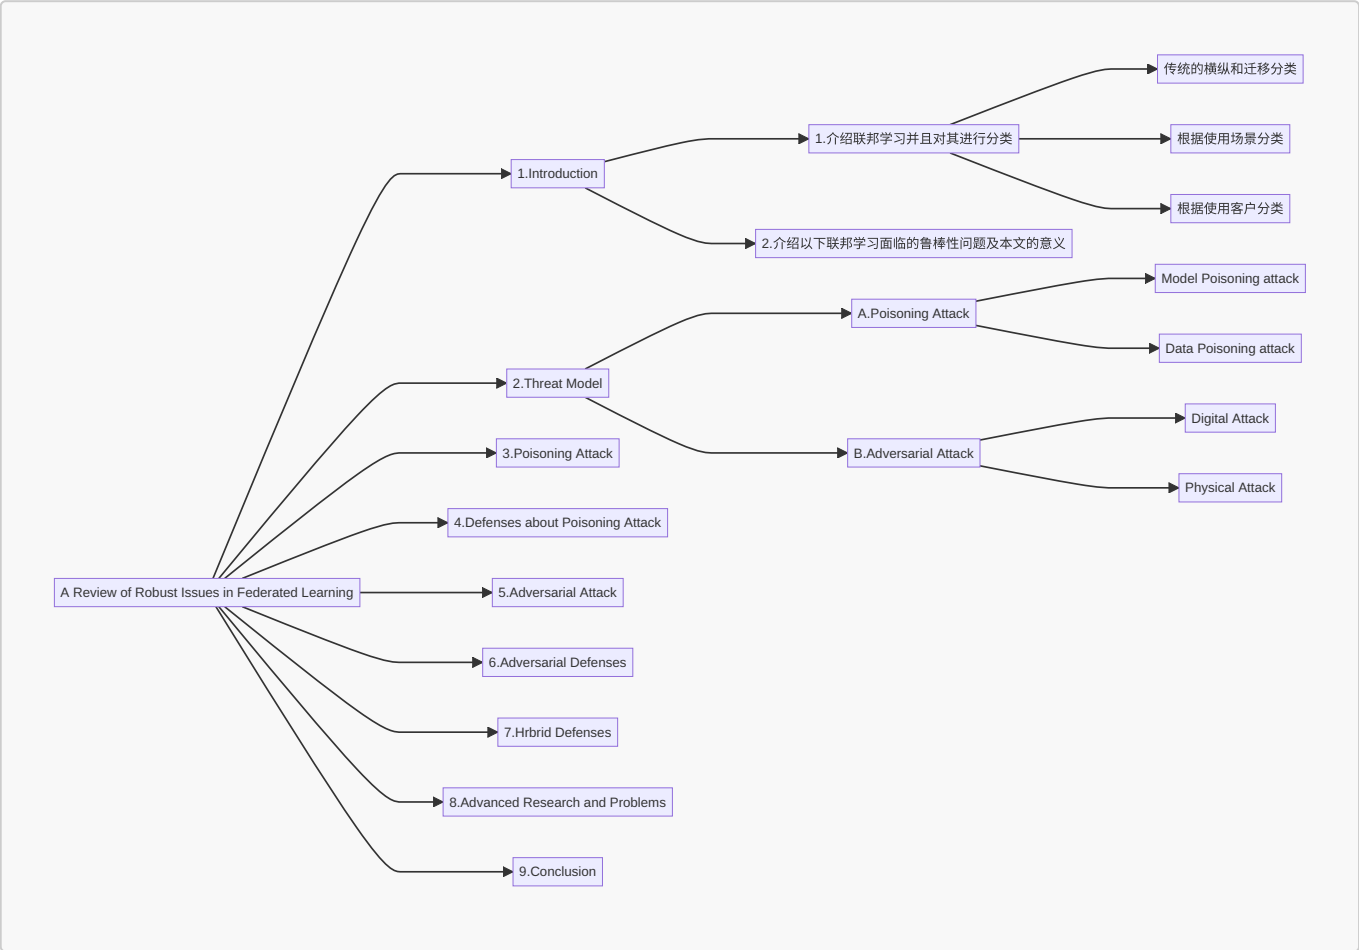 传统的横纵和迁移分类
1.介绍联邦学习并且对其进行分类
根据使用场景分类
1.Introduction
根据使用客户分类
2.介绍以下联邦学习面临的鲁棒性问题及本文的意义
Model Poisoning attack
A.Poisoning Attack
Data Poisoning attack
2.Threat Model
Digital Attack
3.Poisoning Attack
B.Adversarial Attack
Physical Attack
4.Defenses about Poisoning Attack
A Review of Robust Issues in Federated Learning
5.Adversarial Attack
6.Adversarial Defenses
7.Hrbrid Defenses
8.Advanced Research and Problems
9.Conclusion